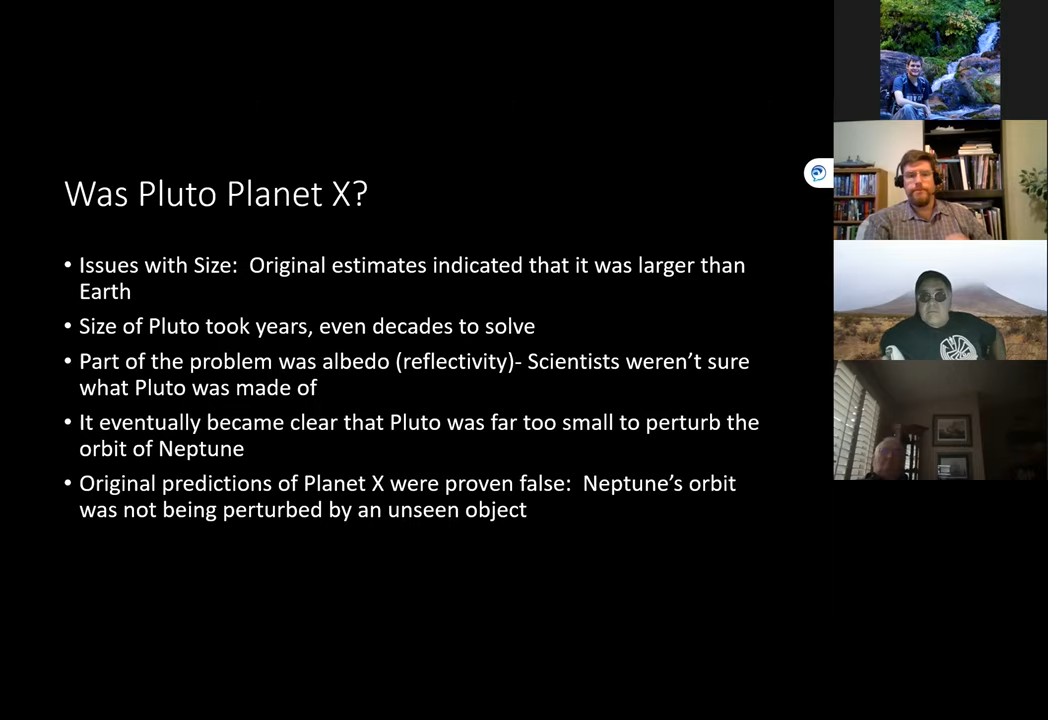 Was Pluto Planet X?
• Issues with Size:  Original estimates indicated that it was larger than
Earth
• Size of Pluto took years, even decades to solve
• Part of the problem was albedo (reflectivity)- Scientists weren’t sure
what Pluto was made of
• It eventually became clear that Pluto was far too small to perturb the
orbit of Neptune
• Original predictions of Planet X were proven false:  Neptune’s orbit
was not being perturbed by an unseen object